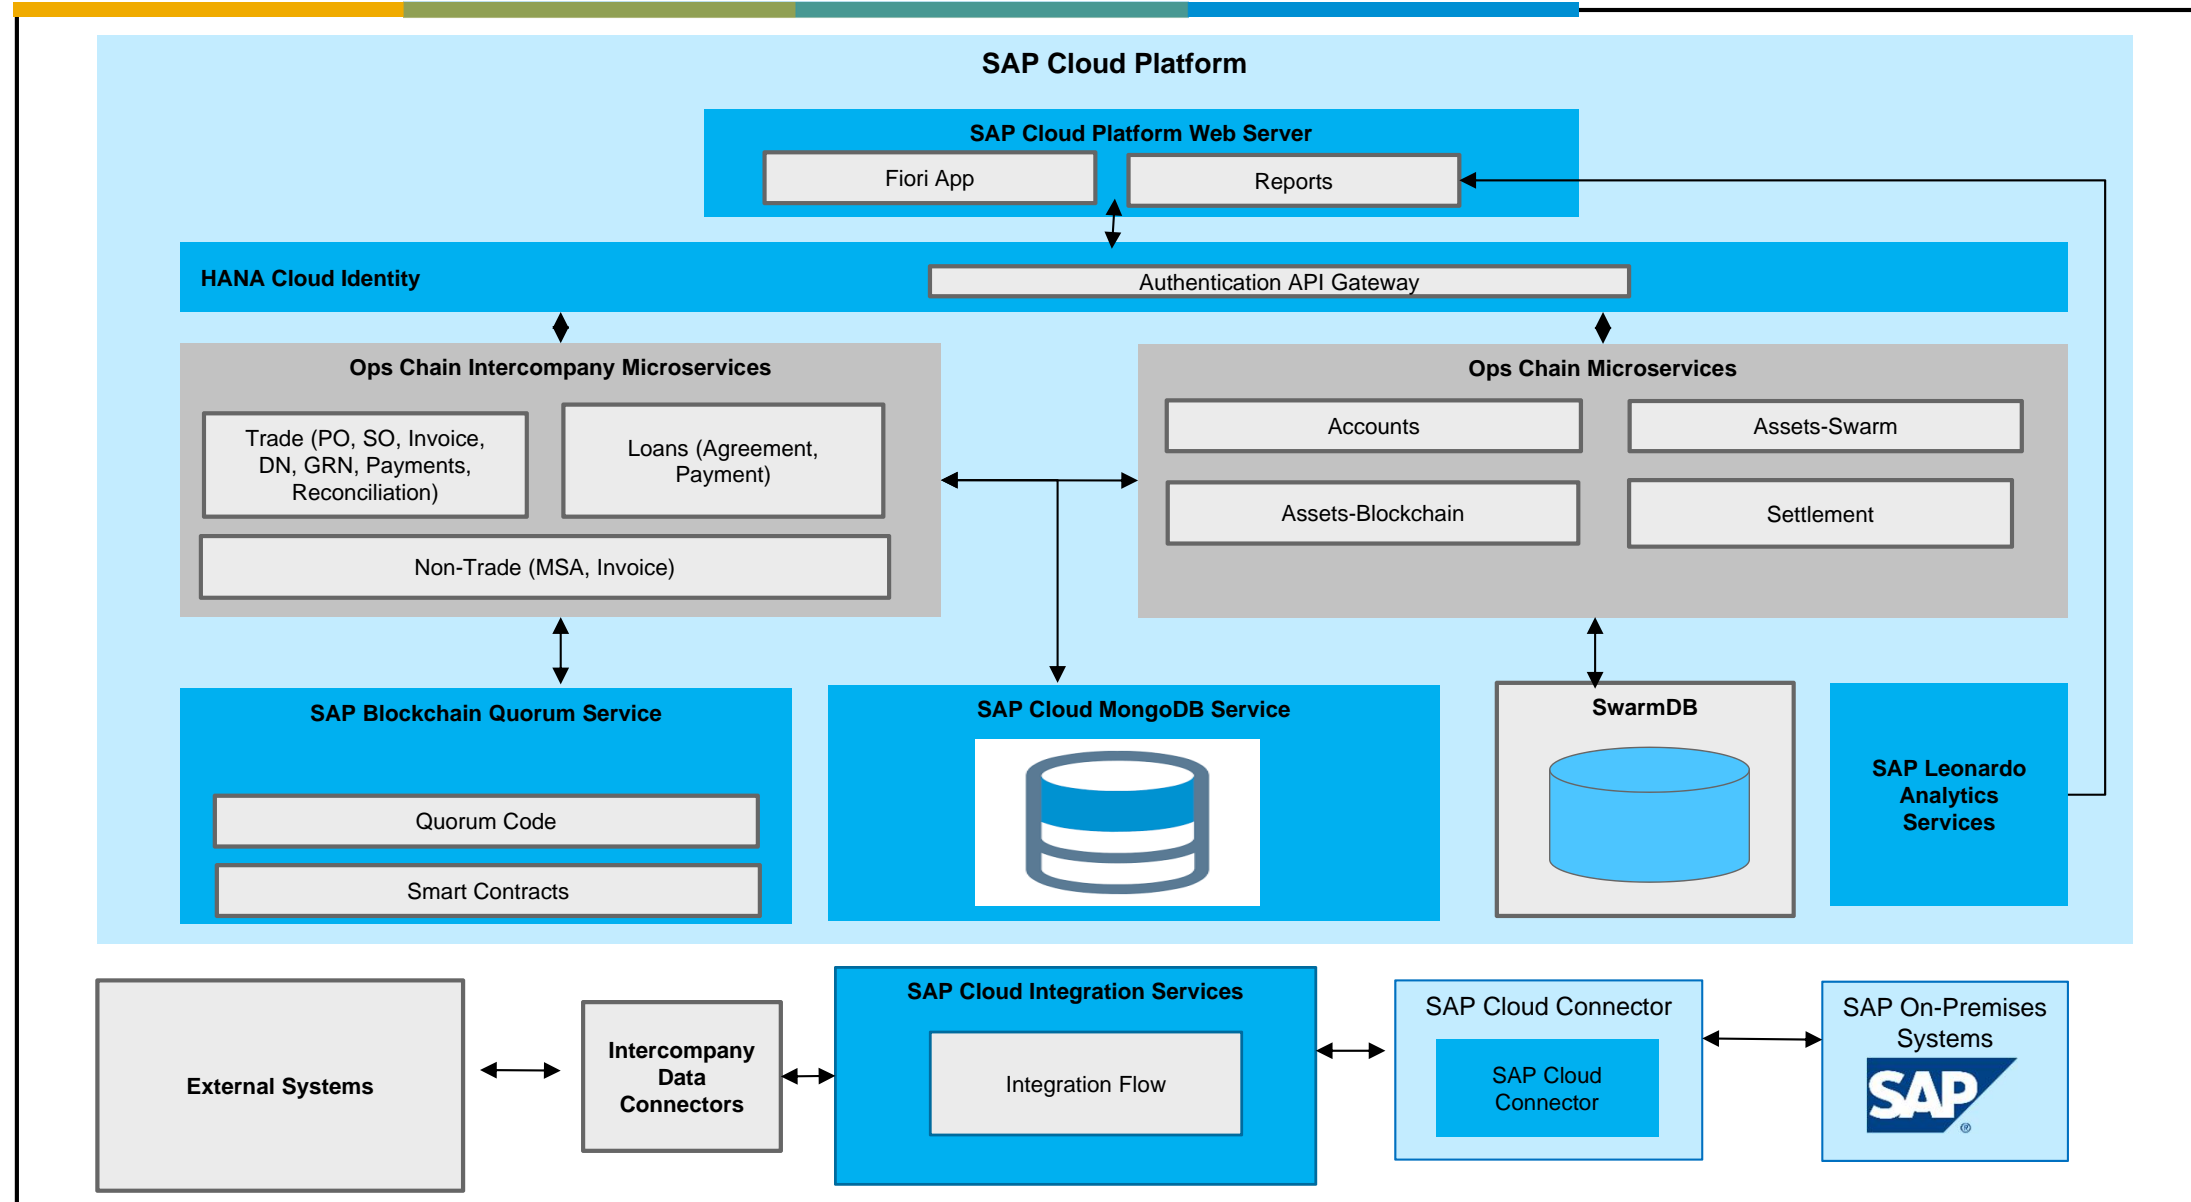 SAP Cloud Platform
SAP Cloud Platform Web Server
Fiori App
Reports
HANA Cloud Identity
Authentication API Gateway
Ops Chain Intercompany Microservices
Trade (PO, SO, Invoice,
DN, GRN, Payments,
Reconciliation)
Loans (Agreement,
Payment)
Non-Trade (MSA, Invoice)
Ops Chain Microservices
Accounts
Assets-Swarm
Assets-Blockchain
Settlement
SAP Blockchain Quorum Service
Quorum Code
Smart Contracts
SAP Cloud MongoDB Service
SwarmDB
SAP Leonardo
Analytics
Services
External Systems
Intercompany
Data
Connectors
SAP Cloud Integration Services
Integration Flow
SAP Cloud Connector
SAP Cloud
Connector
SAP On-Premises
Systems
SAP
®